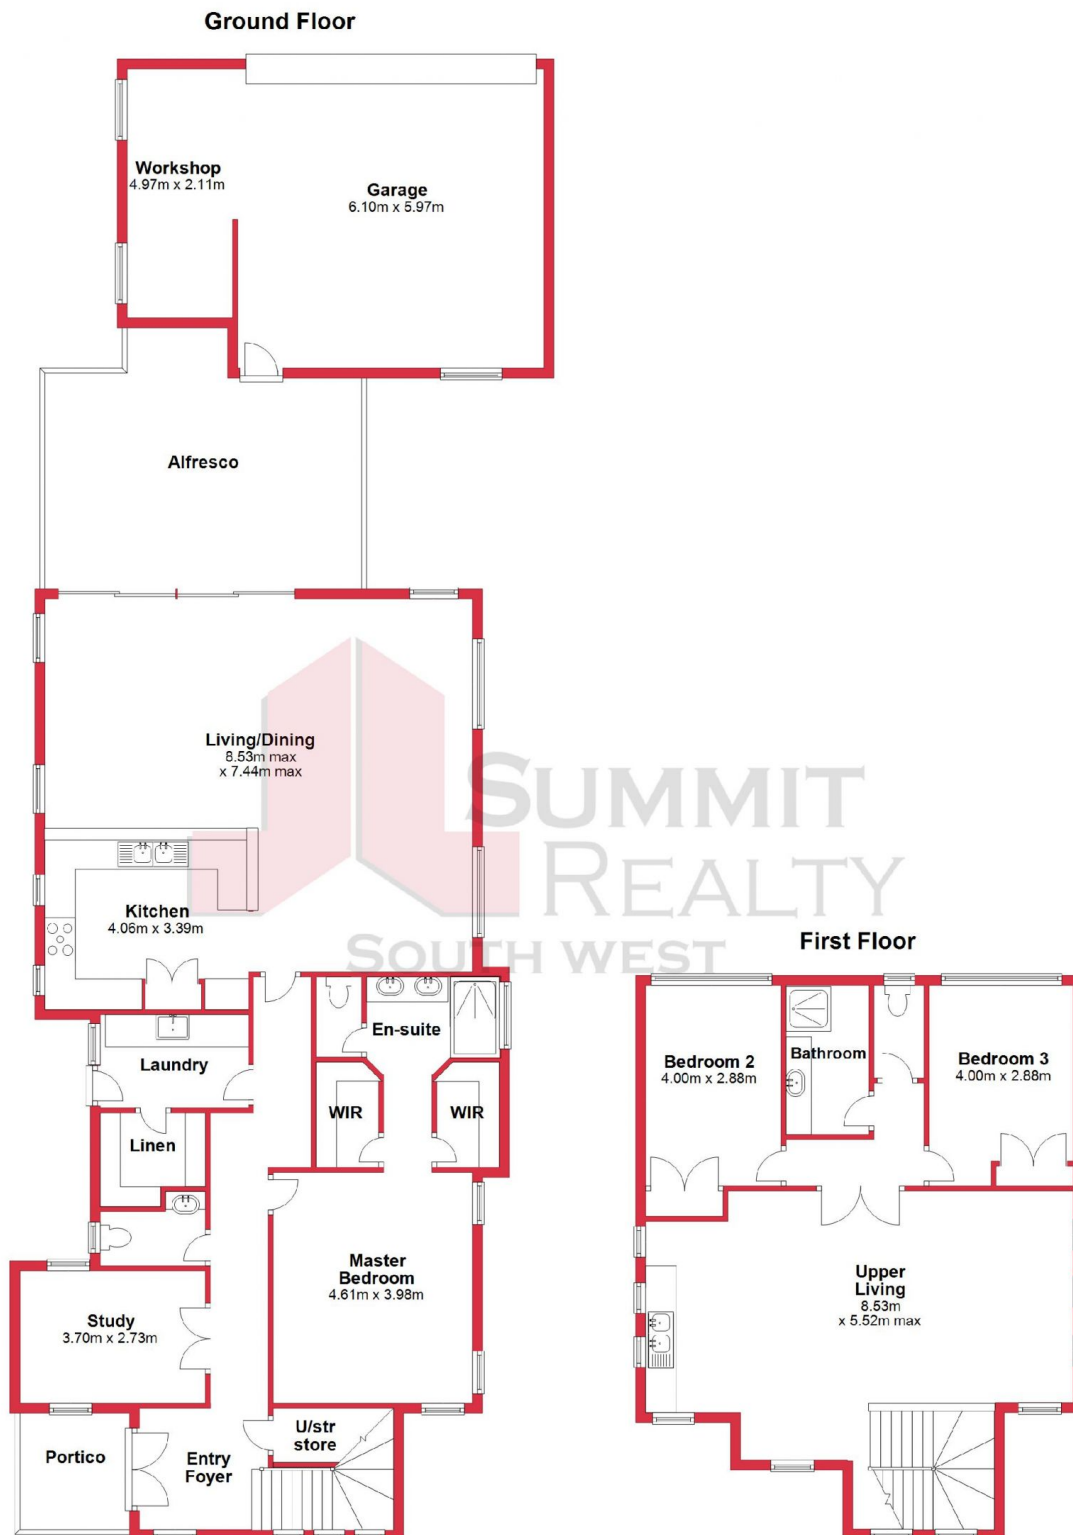 Ground Floor
Workshop
4.97m x 2.11m
Garage
6.10m x 5.97m
Alfresco
Living/Dining
8.53m max
x 7.44m max
SUMMIT
REALTY
SOUTH WEST
Kitchen
4.06m x 3.39m
En-suite
Laundry
WIR
WIR
Linen
Master
Bedroom
4.61m x 3.98m
Study
3.70m x 2.73m
U/str
store
Portico
Entry
Foyer
First Floor
Bedroom 2
4.00m x 2.88m
Bathroom
Bedroom 3
4.00m x 2.88m
Upper
Living
8.53m
x 5.52m max